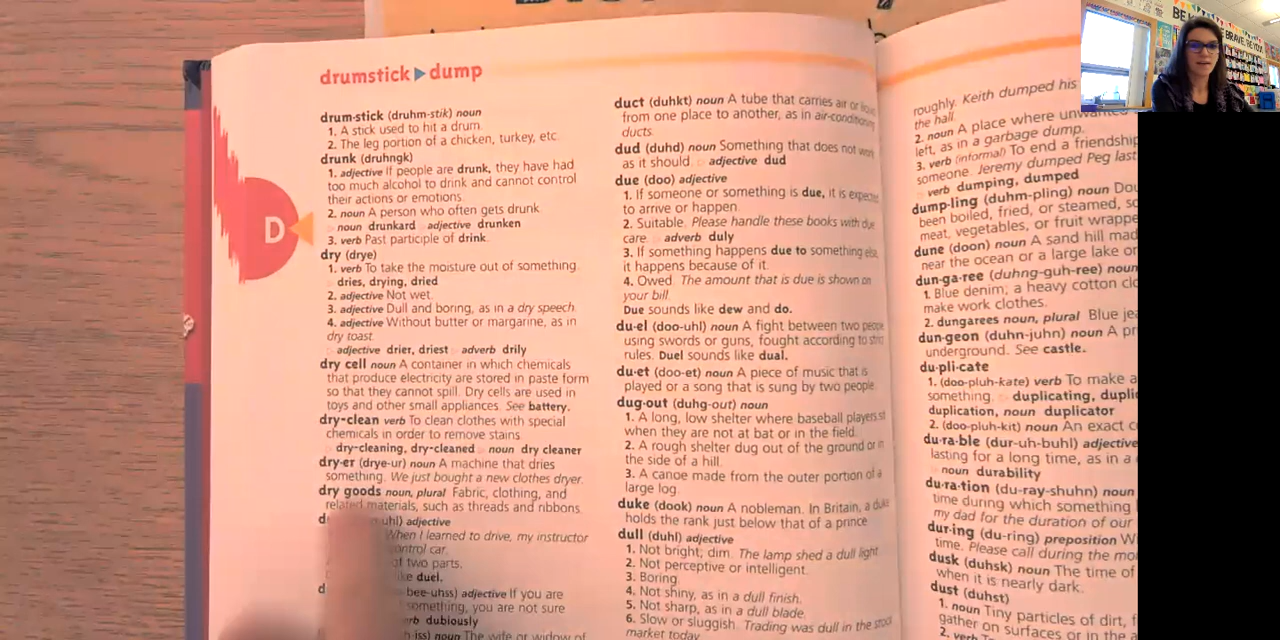 drumstick ▶ dump
drum·stick (druhm-stik) noun
1. A stick used to hit a drum.
2. The leg portion of a chicken, turkey, etc.
drunk (druhngk)
1. adjective If people are drunk, they have had
too much alcohol to drink and cannot control
their actions or emotions.
2. noun A person who often gets drunk.
noun drunkard adjective drunken
3. verb Past participle of drink.
dry (drye)
1. verb To take the moisture out of something.
dries, drying, dried
2. adjective Not wet.
3. adjective Dull and boring, as in a dry speech.
4. adjective Without butter or margarine, as in
dry toast.
adjective drier, driest adverb drily
dry cell noun A container in which chemicals
that produce electricity are stored in paste form
so that they cannot spill. Dry cells are used in
toys and other small appliances. See battery.
dry-clean verb To clean clothes with special
chemicals in order to remove stains.
dry-cleaning, dry-cleaned noun dry cleaner
dry·er (drye-ur) noun A machine that dries
something. We just bought a new clothes dryer.
dry goods noun, plural Fabric, clothing, and
related materials, such as threads and ribbons.
adjective
When I learned to drive, my instructor
control car.
of two parts.
duel.
adjective If you are
something, you are not sure
dubiously
noun The wife or widow of
D
duct (duhkt) noun A tube that carries air or
from one place to another, as in air-conditioning
ducts.
dud (duhd) noun Something that does not work
as it should. adjective dud
due (doo) adjective
1. If someone or something is due, it is expected
to arrive or happen.
2. Suitable. Please handle these books with due
care. adverb duly
3. If something happens due to something else,
it happens because of it.
4. Owed. The amount that is due is shown on
your bill.
Due sounds like dew and do.
du·el (doo-uhl) noun A fight between two people
using swords or guns, fought according to strict
rules. Duel sounds like dual.
du·et (doo-et) noun A piece of music that is
played or a song that is sung by two people.
dug·out (duhg-out) noun
1. A long, low shelter where baseball players sit
when they are not at bat or in the field.
2. A rough shelter dug out of the ground or in
the side of a hill.
3. A canoe made from the outer portion of a
large log.
duke (dook) noun A nobleman. In Britain, a duke
holds the rank just below that of a prince.
dull (duhl) adjective
1. Not bright; dim. The lamp shed a dull light.
2. Not perceptive or intelligent.
3. Boring.
4. Not shiny, as in a dull finish.
5. Not sharp, as in a dull blade.
6. Slow or sluggish. Trading was dull in the stock
market today.
roughly. Keith dumped his
the hall.
2. noun A place where unwanted
left, as in a garbage dump.
3. verb (informal) To end a friendship
someone. Jeremy dumped Peg last
verb dumping, dumped
dump·ling (duhm-pling) noun
been boiled, fried, or steamed,
meat, vegetables, or fruit
dune (doon) noun A sand hill made
near the ocean or a large lake or
dun·ga·ree (duhng-guh-ree) noun
1. Blue denim; a heavy cotton
make work clothes.
2. dungarees noun, plural Blue
dun·geon (duhn-juhn) noun A
underground. See castle.
du·pli·cate
1. (doo-pluh-kate) verb To make a
something. duplicating,
duplication, noun duplicator
2. (doo-pluh-kit) noun An exact
du·ra·ble (dur-uh-buhl) adjective
lasting for a long time, as in a
noun durability
du·ra·tion (du-ray-shuhn) noun
time during which something
my dad for the duration of our
dur·ing (du-ring) preposition
time. Please call during the
dusk (duhsk) noun The time of
when it is nearly dark.
dust (duhst)
1. noun Tiny particles of dirt,
gather on surfaces or in the
2. verb